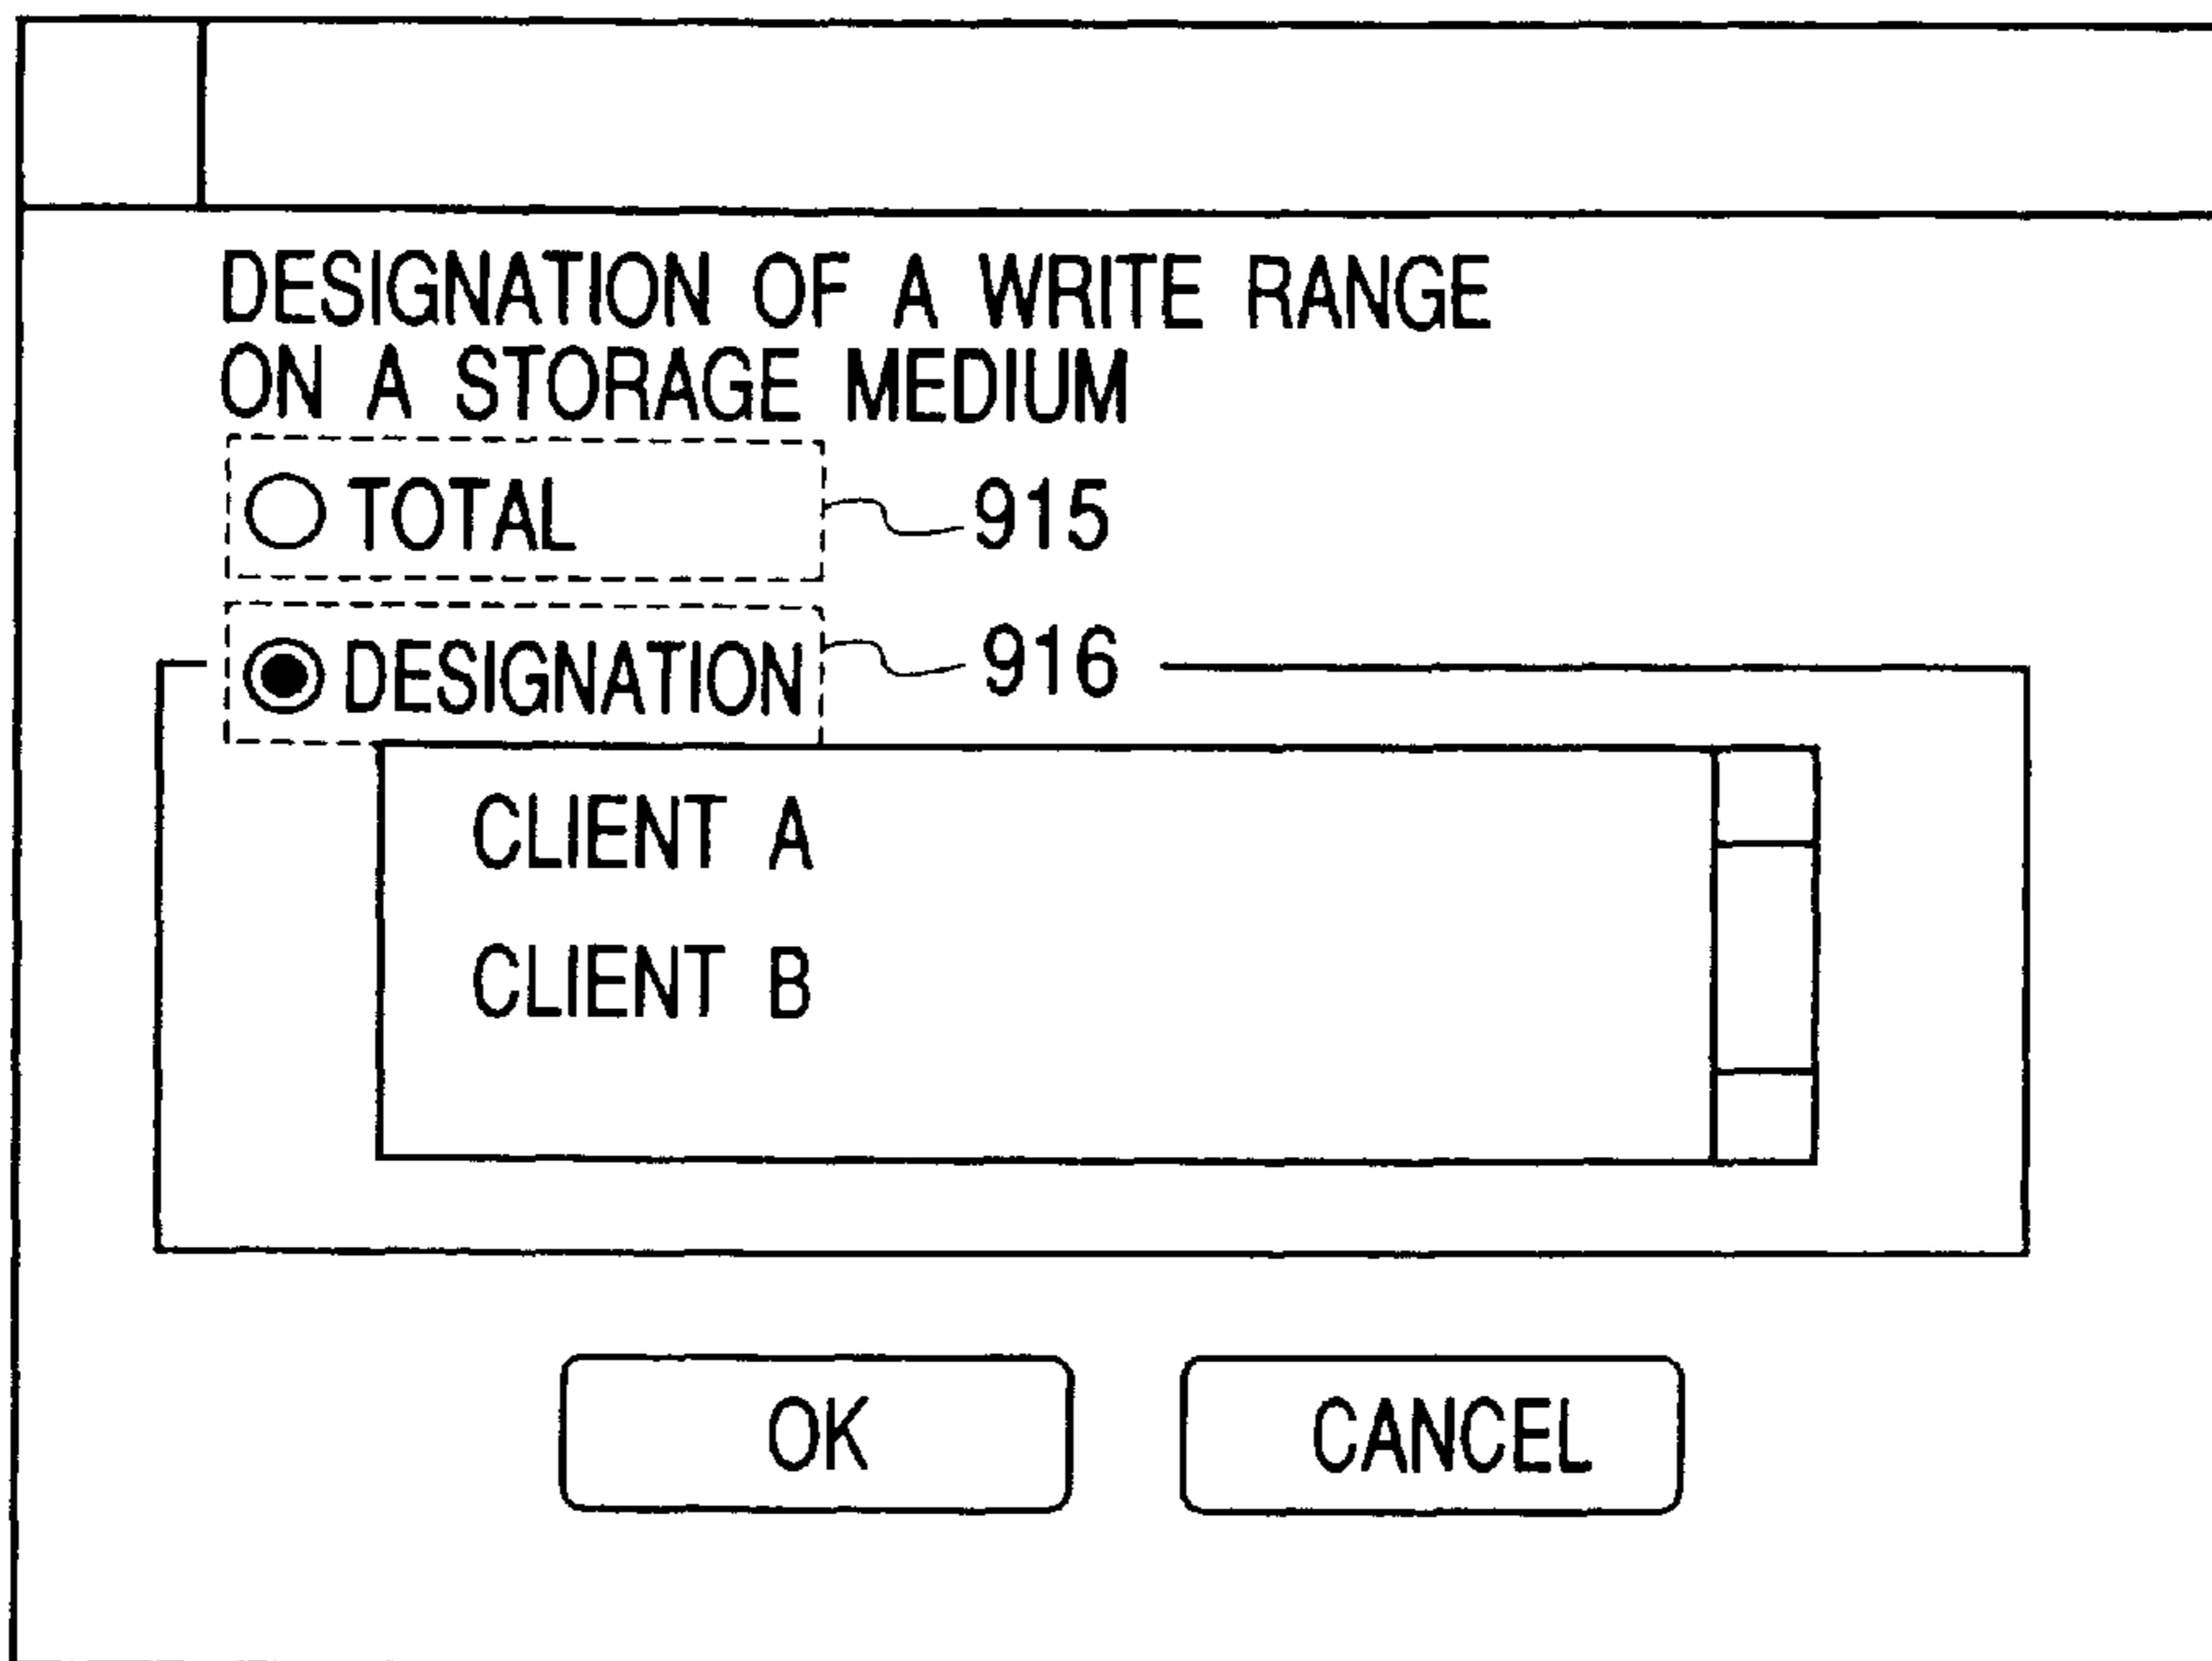 DESIGNATION OF A WRITE RANGE
ON A STORAGE MEDIUM
TOTAL 915
DESIGNATION 916
CLIENT A
CLIENT B
OK CANCEL